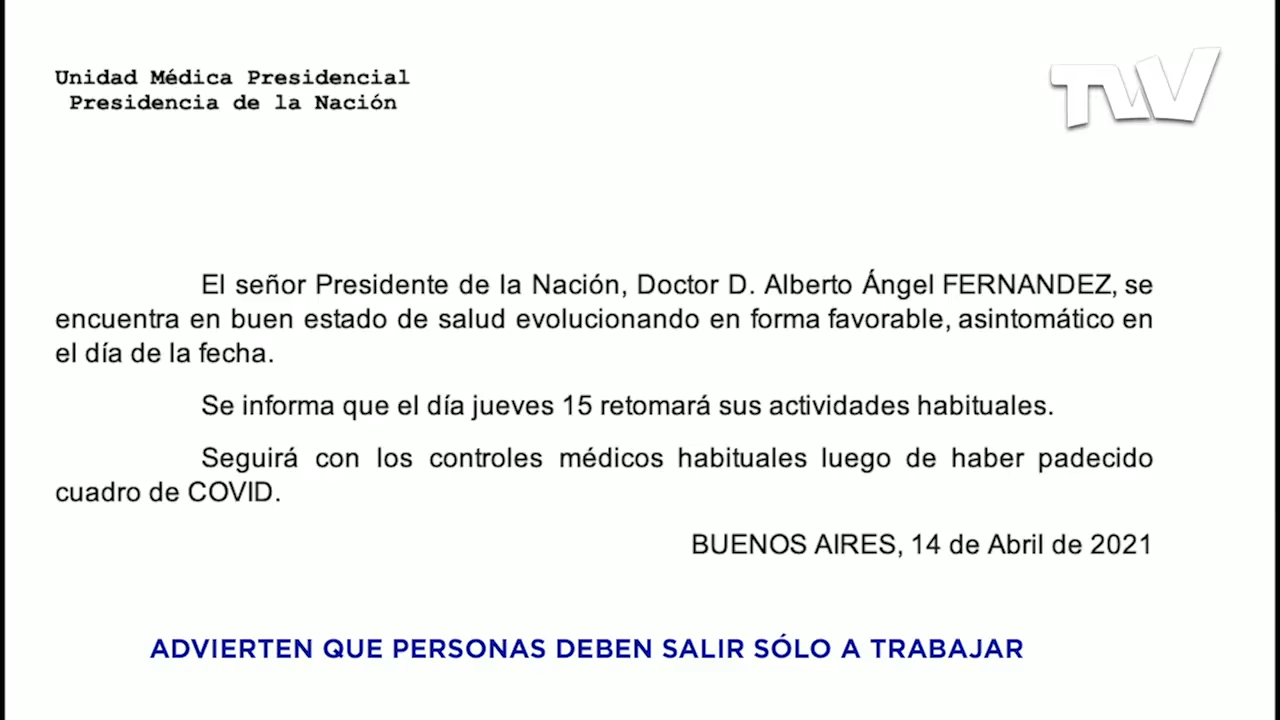 Unidad Médica Presidencial
Presidencia de la Nación
TVV
El señor Presidente de la Nación, Doctor D. Alberto Ángel FERNANDEZ, se
encuentra en buen estado de salud evolucionando en forma favorable, asintomático en
el día de la fecha.
Se informa que el día jueves 15 retomará sus actividades habituales.
Seguirá con los controles médicos habituales luego de haber padecido
cuadro de COVID.
BUENOS AIRES, 14 de Abril de 2021
ADVIERTEN QUE PERSONAS DEBEN SALIR SÓLO A TRABAJAR